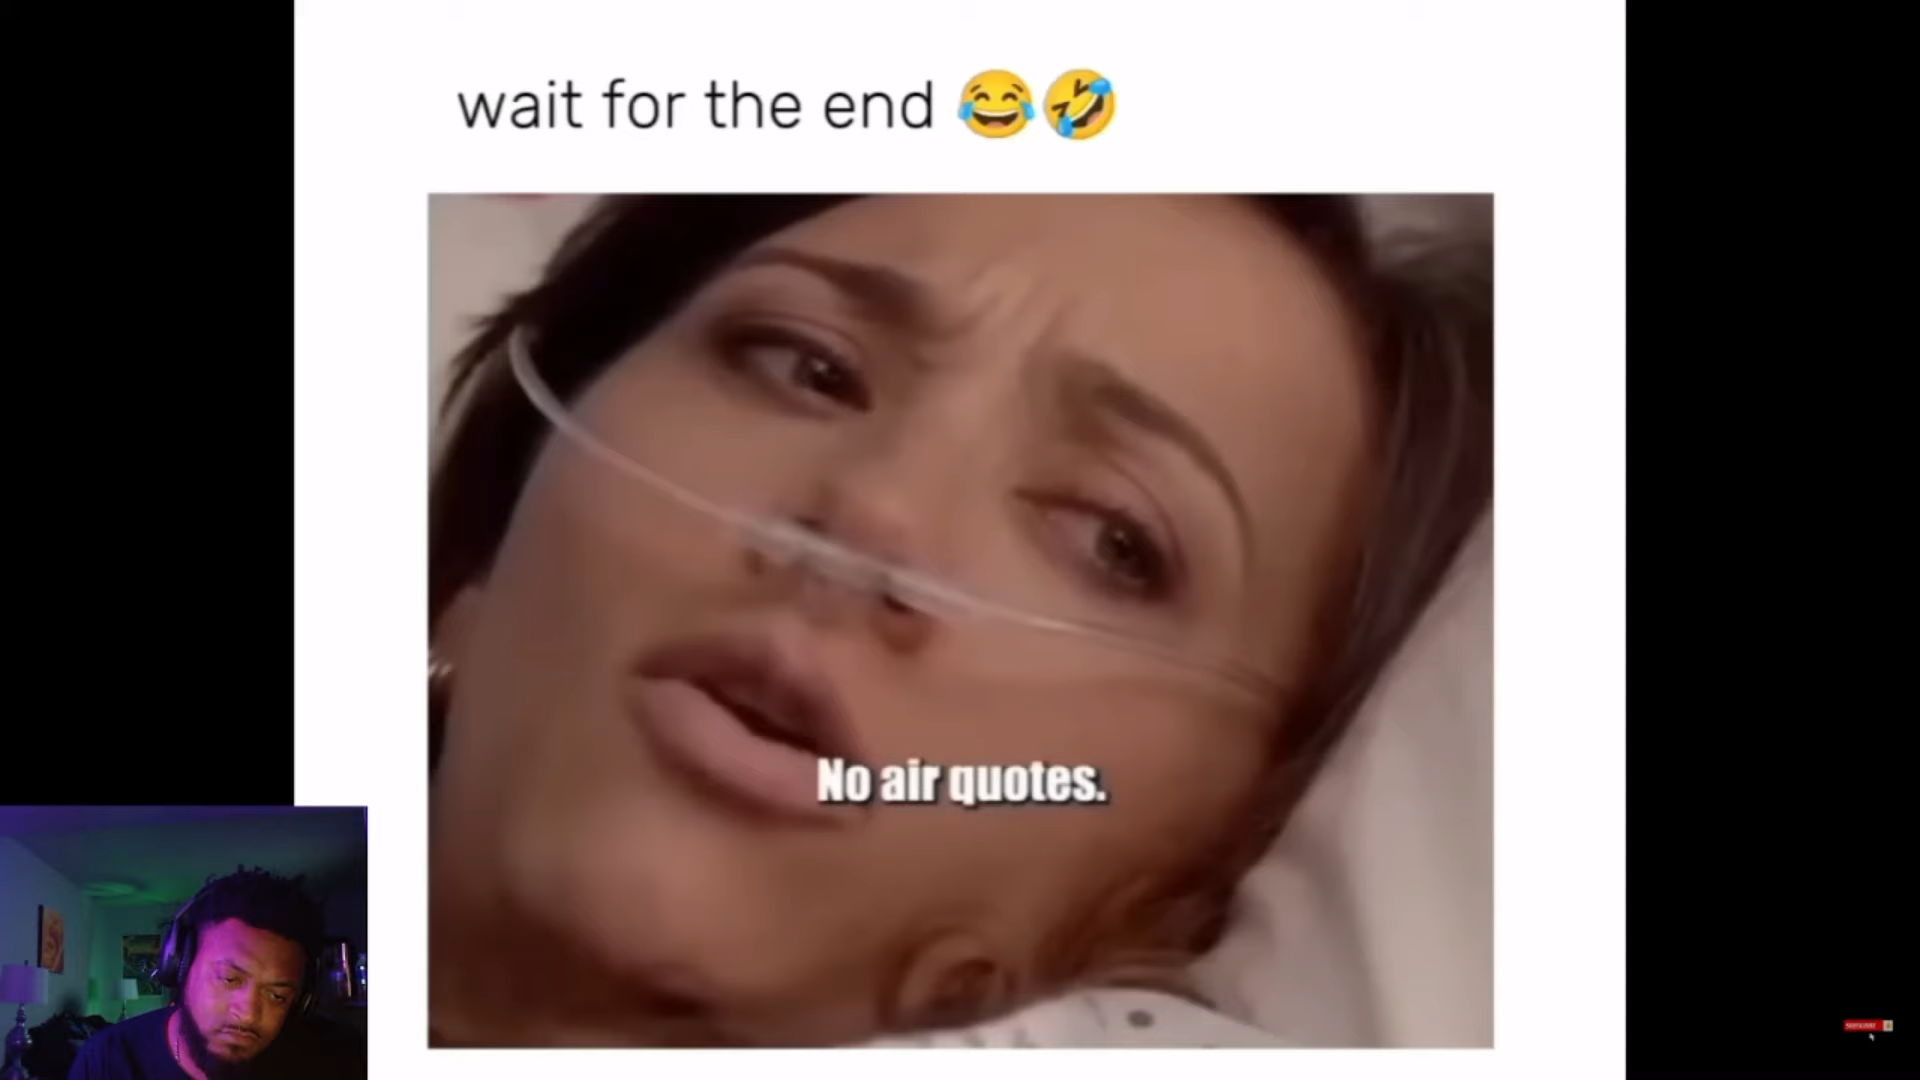 wait for the end 😂🤣
No air quotes.